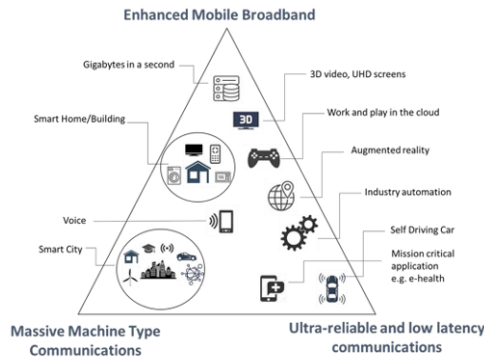 Enhanced Mobile Broadband
Gigabytes in a second
3D video, UHD screens
3D
Work and play in the cloud
Smart Home/Building
Augmented reality
Industry automation
Voice
Self Driving Car
Smart City
Mission critical
application
e.g. e-health
Massive Machine Type
Communications
Ultra-reliable and low latency
communications